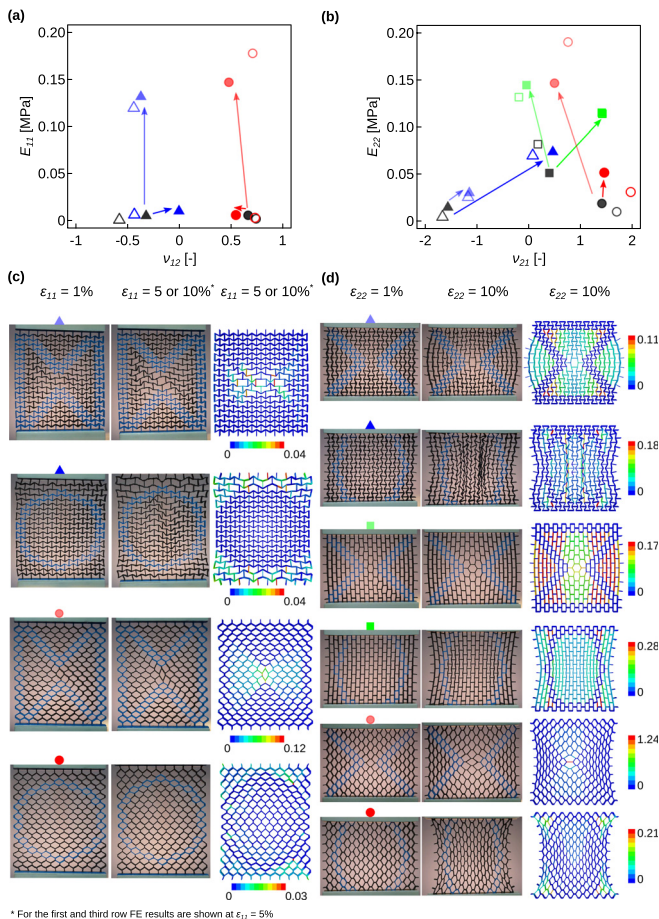 (a)
0.20
0.15
0.10
0.05
0
E11 [MPa]
-1 -0.5 0 0.5 1
ν12 [-]
(b)
0.20
0.15
0.10
0.05
0
E22 [MPa]
-2 -1 0 1 2
ν21 [-]
(c)
ε11 = 1% ε11 = 5 or 10%* ε11 = 5 or 10%*
0 0.04
0 0.04
0 0.12
0 0.03
(d)
ε22 = 1% ε22 = 10% ε22 = 10%
0.11
0
0.18
0
0.17
0
0.28
0
1.24
0
0.21
0
* For the first and third row FE results are shown at ε11 = 5%